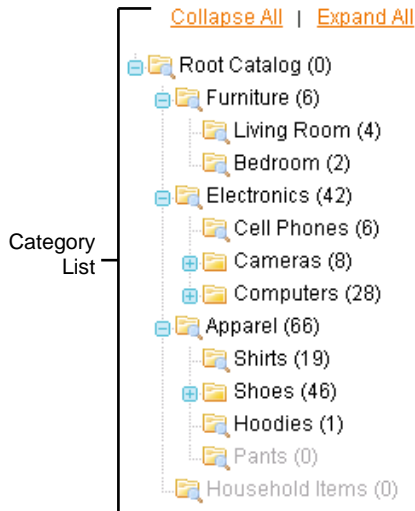 Collapse All | Expand All
Root Catalog (0)
Furniture (6)
Living Room (4)
Bedroom (2)
Electronics (42)
Cell Phones (6)
Category
List
Cameras (8)
Computers (28)
Apparel (66)
Shirts (19)
Shoes (46)
Hoodies (1)
Pants (0)
Household Items (0)